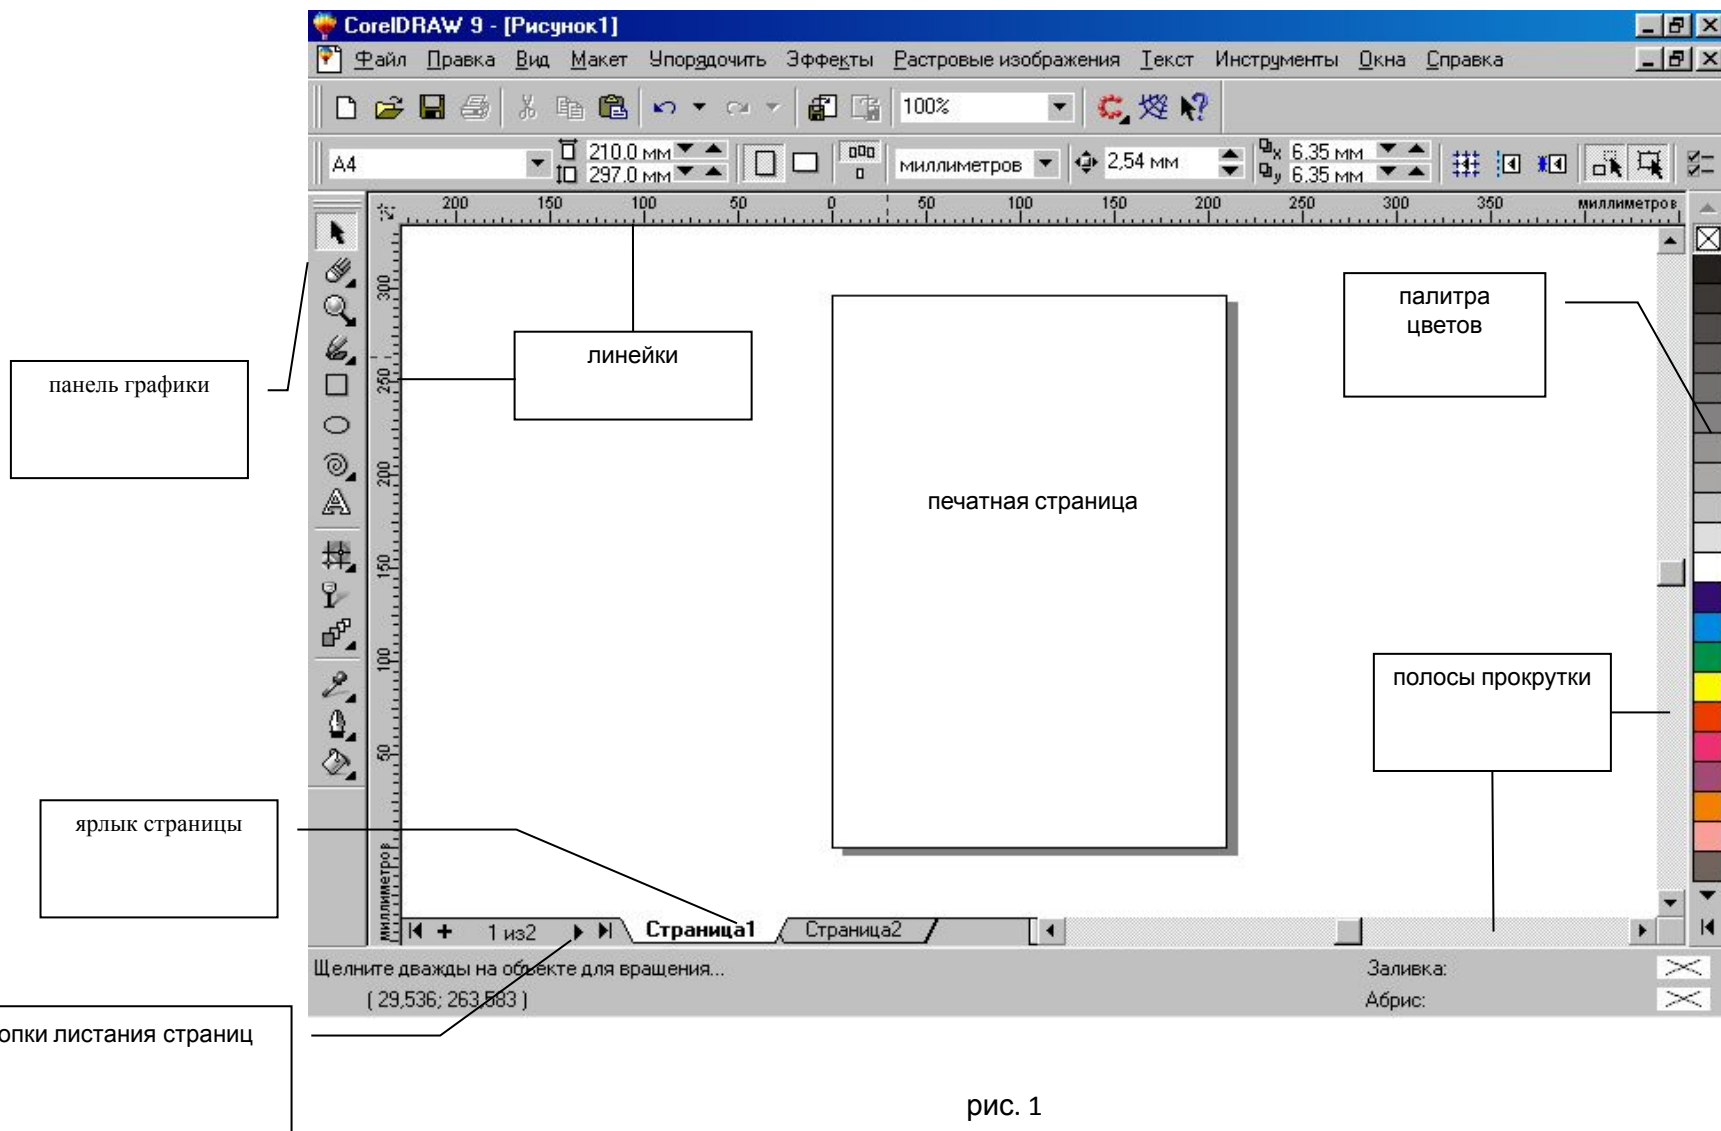 CorelDRAW 9 - [Рисунок1]
Файл Правка Вид Макет Упорядочить Эффекты Растровые изображения Текст Инструменты Окна Справка
100%
A4
210.0 мм
297.0 мм
миллиметров
2,54 мм
x 6.35 мм
y 6.35 мм
200 150 100 50 0 50 100 150 200 250 300 350 миллиметров
300
250
200
150
100
50
миллиметров
палитра
цветов
линейки
панель графики
печатная страница
полосы прокрутки
ярлык страницы
1 из2 Страница1 Страница2
Щелните дважды на объекте для вращения...
( 29,536; 263,583 )
Заливка:
Абрис:
опки листания страниц
рис. 1